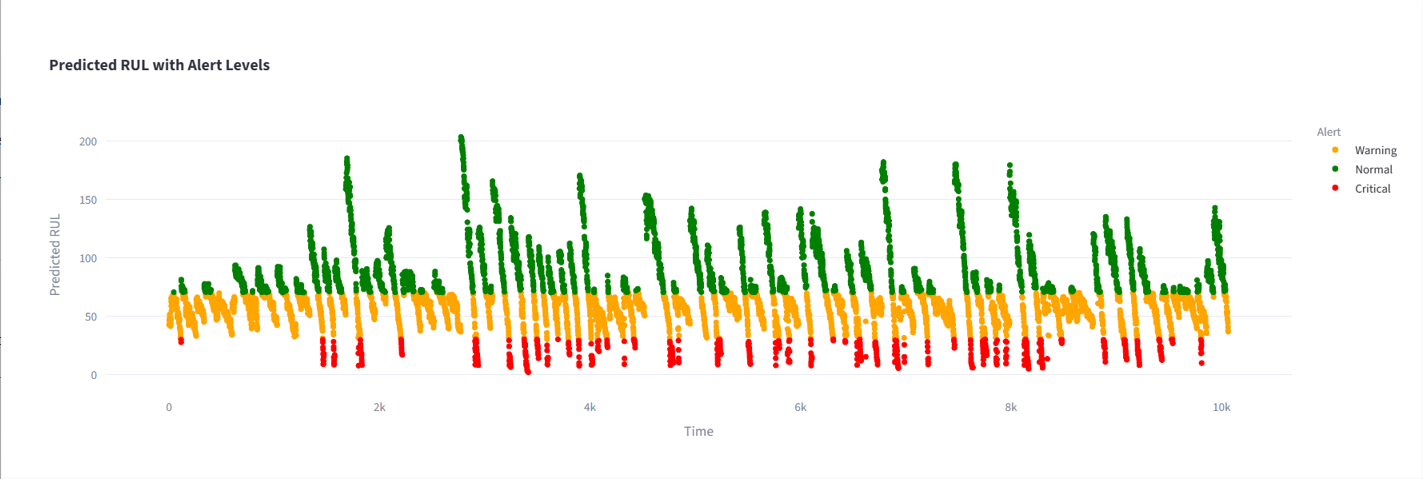 Predicted RUL with Alert Levels
Alert
Warning
Normal
Critical
Predicted RUL
200
150
100
50
0
0
2k
4k
6k
8k
10k
Time